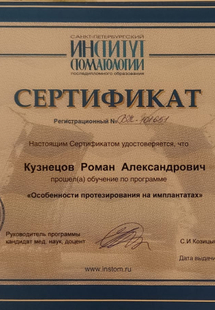 САНКТ-ПЕТЕРБУРГСКИЙ
ИНСТИТУТ
СТОМАТОЛОГИИ
последипломного образования
СЕРТИФИКАТ
Регистрационный №
Настоящим Сертификатом удостоверяется, что
Кузнецов Роман Александрович
прошел(а) обучение по программе
«Особенности протезирования на имплантатах»
Руководитель программы
кандидат мед. наук, доцент
С.И.Козицы
Дата выдачи
www.instom.ru